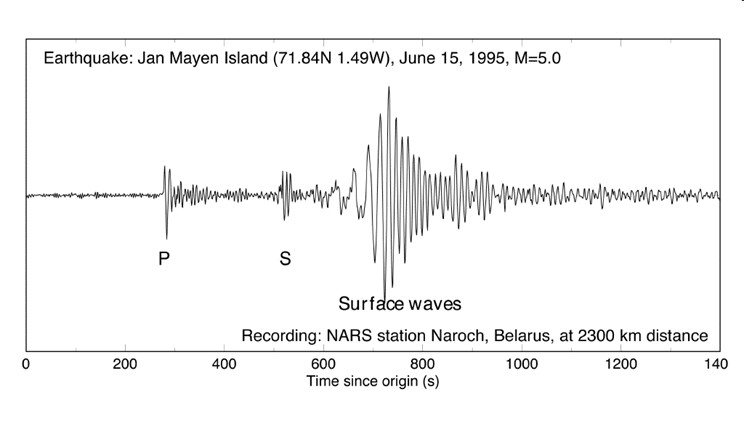 Earthquake: Jan Mayen Island (71.84N 1.49W), June 15, 1995, M=5.0
P
S
Surface waves
Recording: NARS station Naroch, Belarus, at 2300 km distance
0 200 400 600 800 1000 1200 140
Time since origin (s)